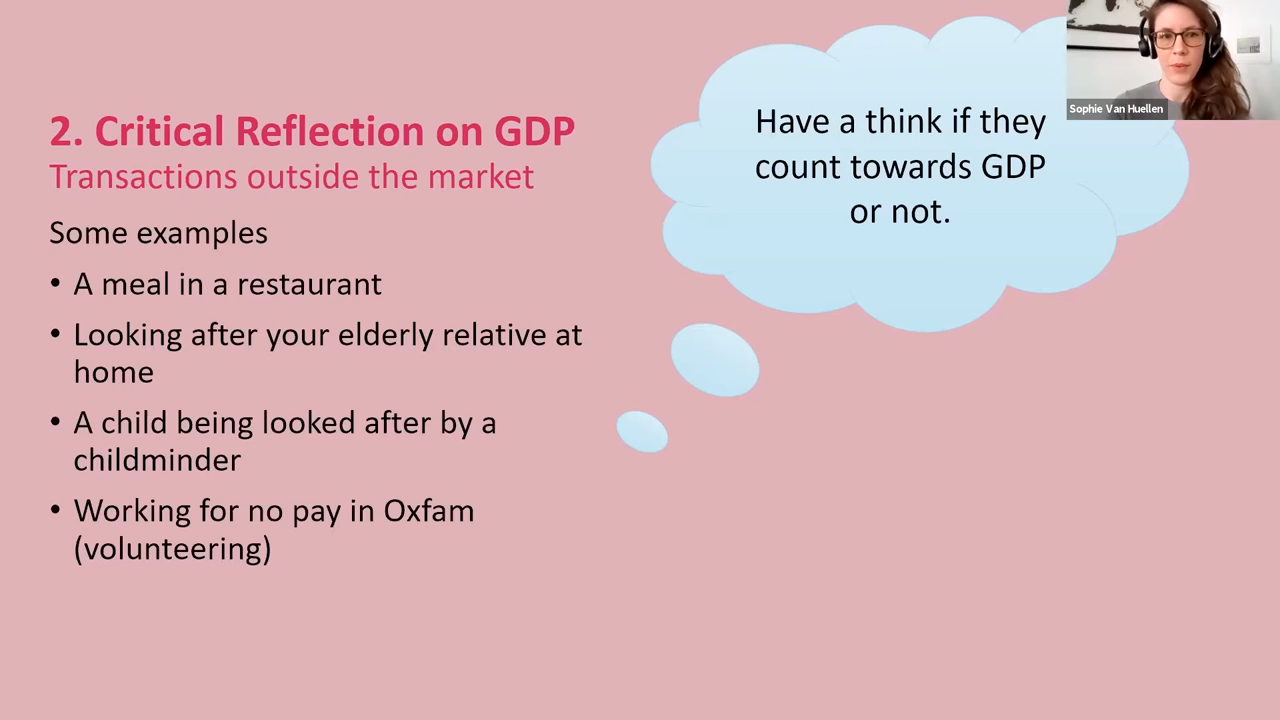 2. Critical Reflection on GDP
Transactions outside the market
Some examples
• A meal in a restaurant
• Looking after your elderly relative at
home
• A child being looked after by a
childminder
• Working for no pay in Oxfam
(volunteering)
Have a think if they
count towards GDP
or not.
Sophie Van Huellen